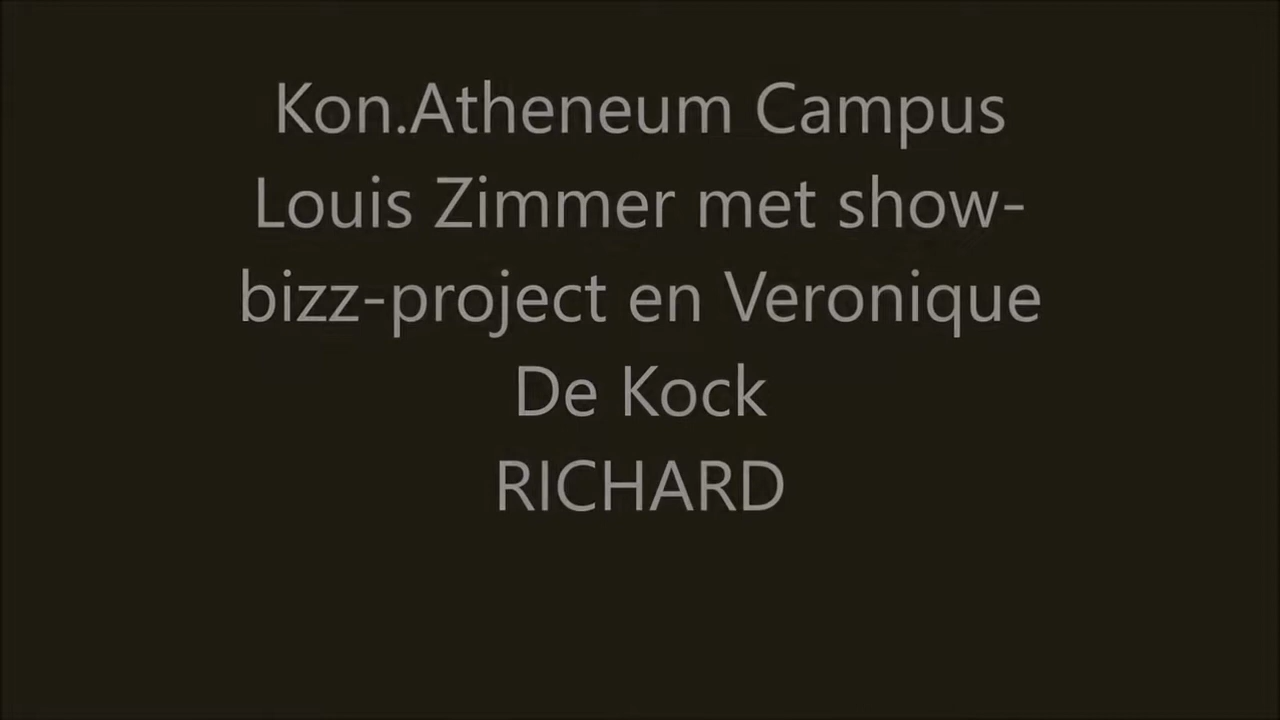 Kon.Atheneum Campus
Louis Zimmer met show-
bizz-project en Veronique
De Kock
RICHARD